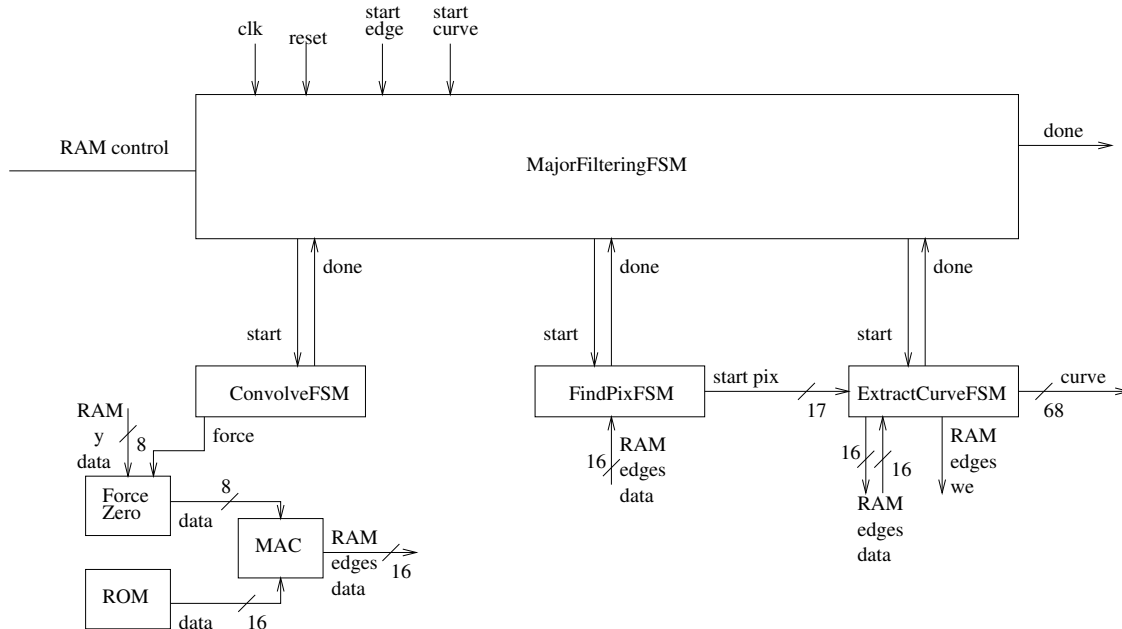 start
edge
start
curve
clk
reset
RAM control
MajorFilteringFSM
done
done
done
done
start
start
start
ConvolveFSM
FindPixFSM
start pix
17
ExtractCurveFSM
curve
68
RAM
y
data
8
force
Force
Zero
8
data
MAC
RAM
edges
data
16
ROM
data
16
16
RAM
edges
data
16
16
RAM
edges
data
RAM
edges
we